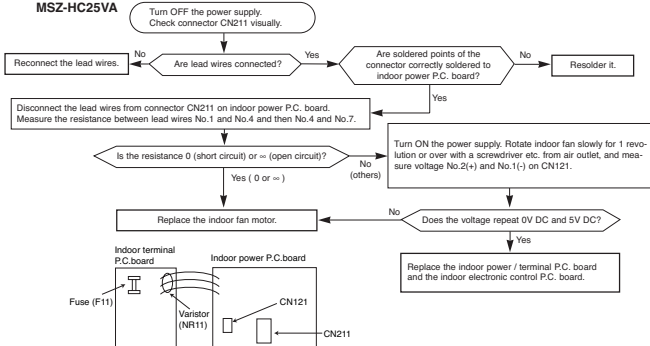 MSZ-HC25VA
Turn OFF the power supply.
Check connector CN211 visually.
Are lead wires connected?
No
Reconnect the lead wires.
Yes
Are soldered points of the
connector correctly soldered to
indoor power P.C. board?
No
Resolder it.
Yes
Disconnect the lead wires from connector CN211 on indoor power P.C. board.
Measure the resistance between lead wires No.1 and No.4 and then No.4 and No.7.
Is the resistance 0 (short circuit) or ∞ (open circuit)?
No
(others)
Turn ON the power supply. Rotate indoor fan slowly for 1 revo-
lution or over with a screwdriver etc. from air outlet, and mea-
sure voltage No.2(+) and No.1(-) on CN121.
Yes ( 0 or ∞ )
Replace the indoor fan motor.
No
Does the voltage repeat 0V DC and 5V DC?
Yes
Replace the indoor power / terminal P.C. board
and the indoor electronic control P.C. board.
Indoor terminal
P.C.board
Indoor power P.C.board
Fuse (F11)
Varistor
(NR11)
CN121
CN211